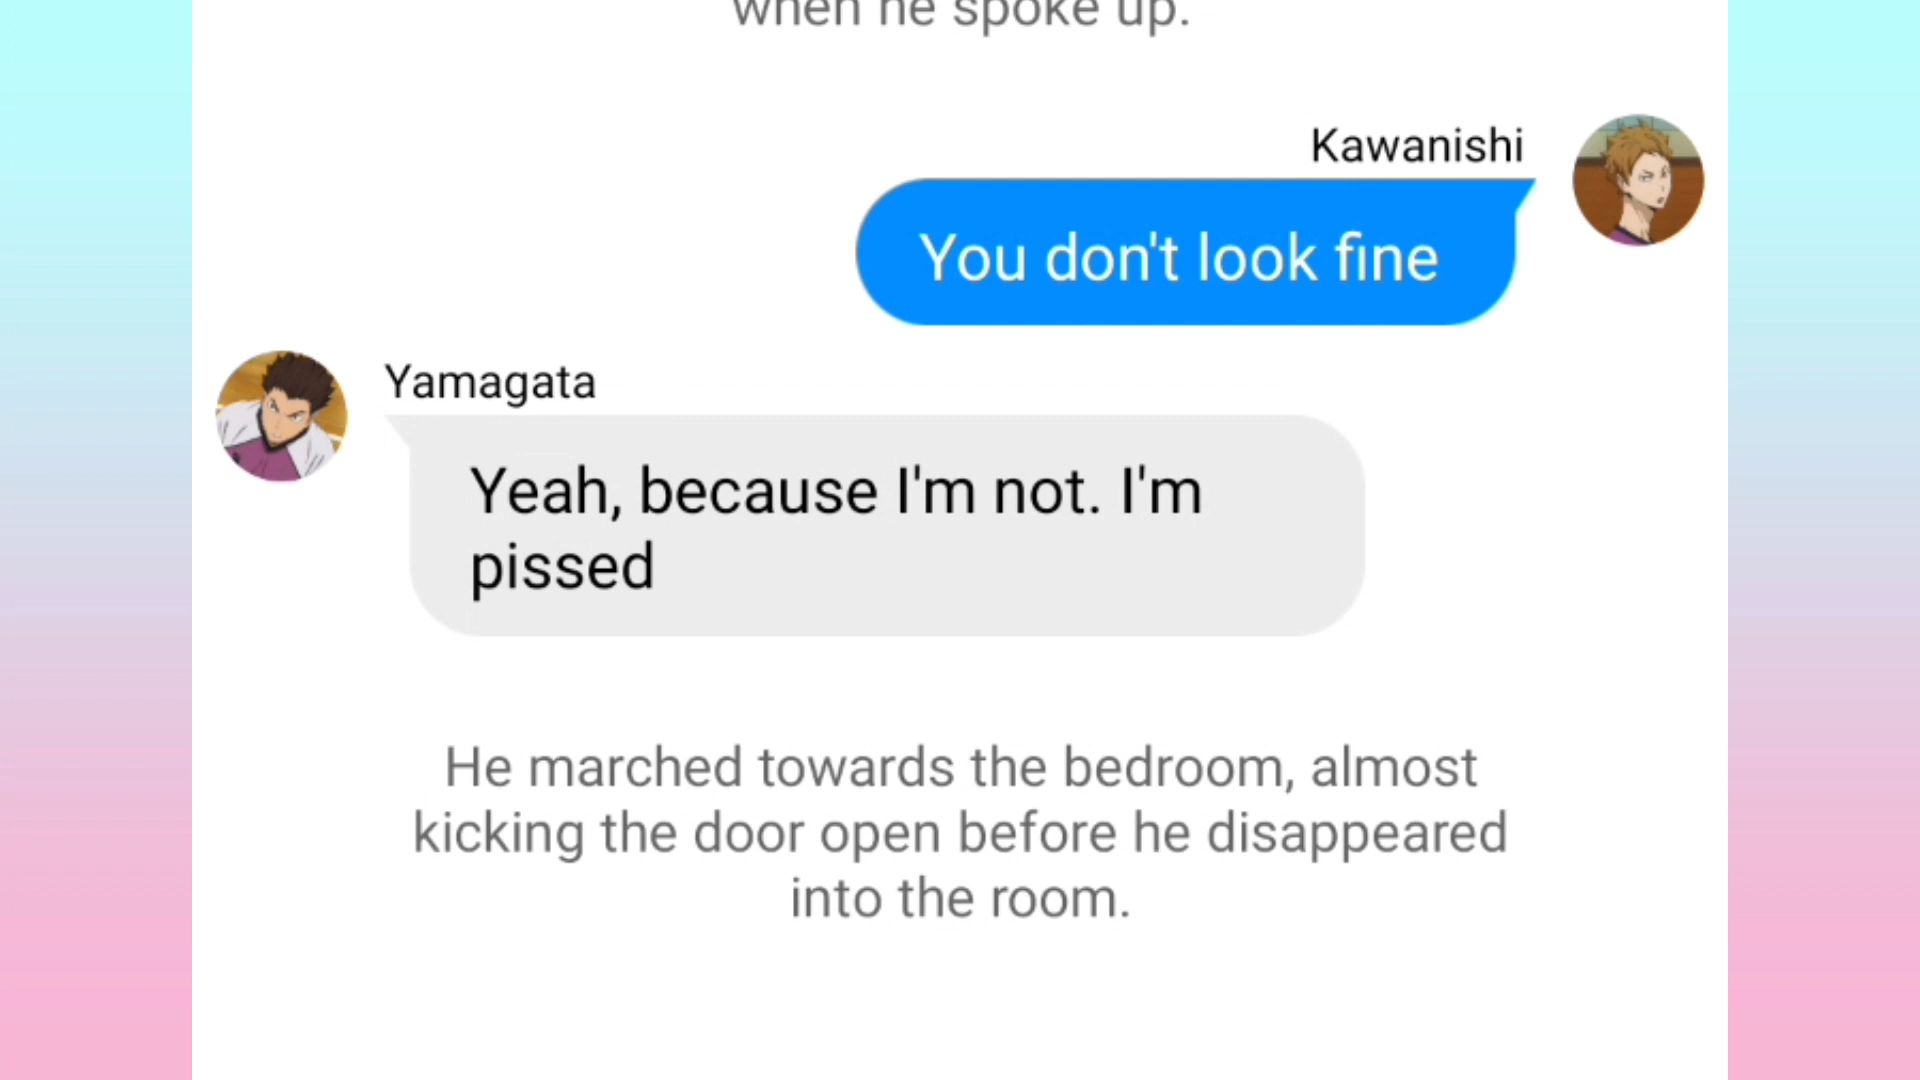 when he spoke up.
Kawanishi
You don't look fine
Yamagata
Yeah, because I'm not. I'm
pissed
He marched towards the bedroom, almost
kicking the door open before he disappeared
into the room.